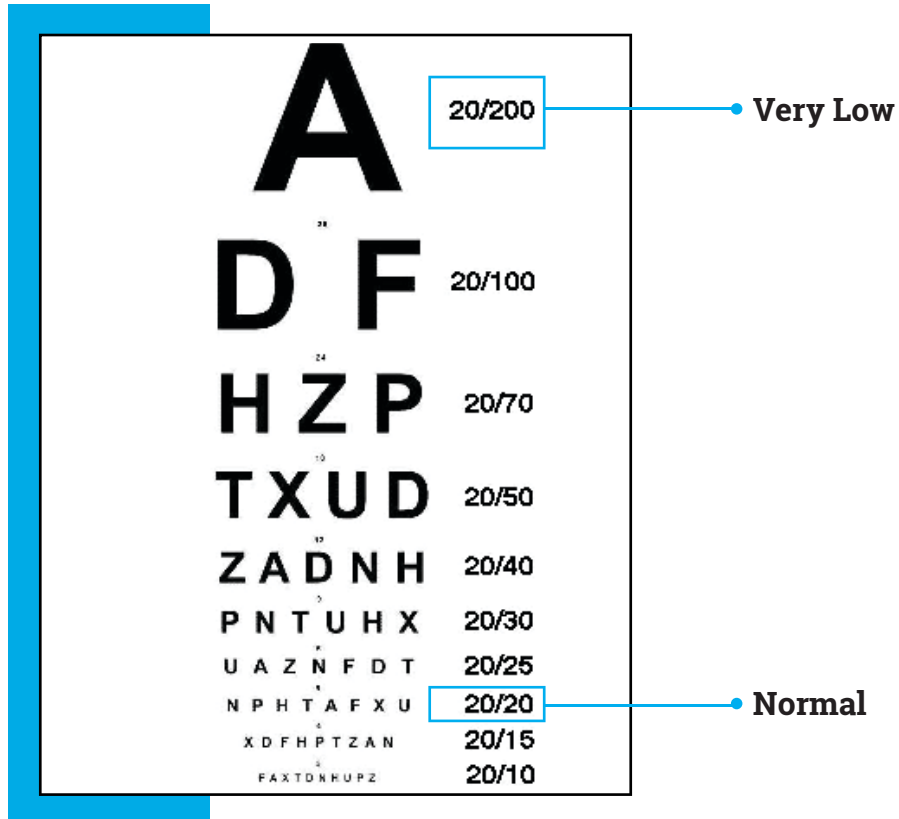 A 20/200 Very Low
D F 20/100
24
H Z P 20/70
T X U D 20/50
Z A D N H 20/40
P N T U H X 20/30
U A Z N F D T 20/25
N P H T A F X U 20/20 Normal
X D F H P T Z A N 20/15
F A X T D N H U P Z 20/10